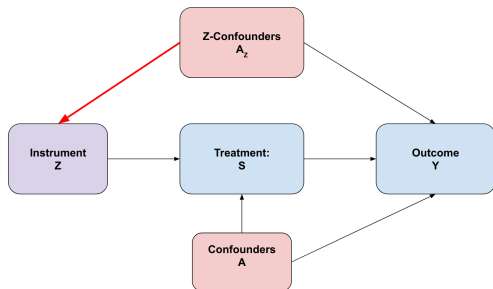 Z-Confounders
A_Z
Instrument
Z
Treatment:
S
Outcome
Y
Confounders
A